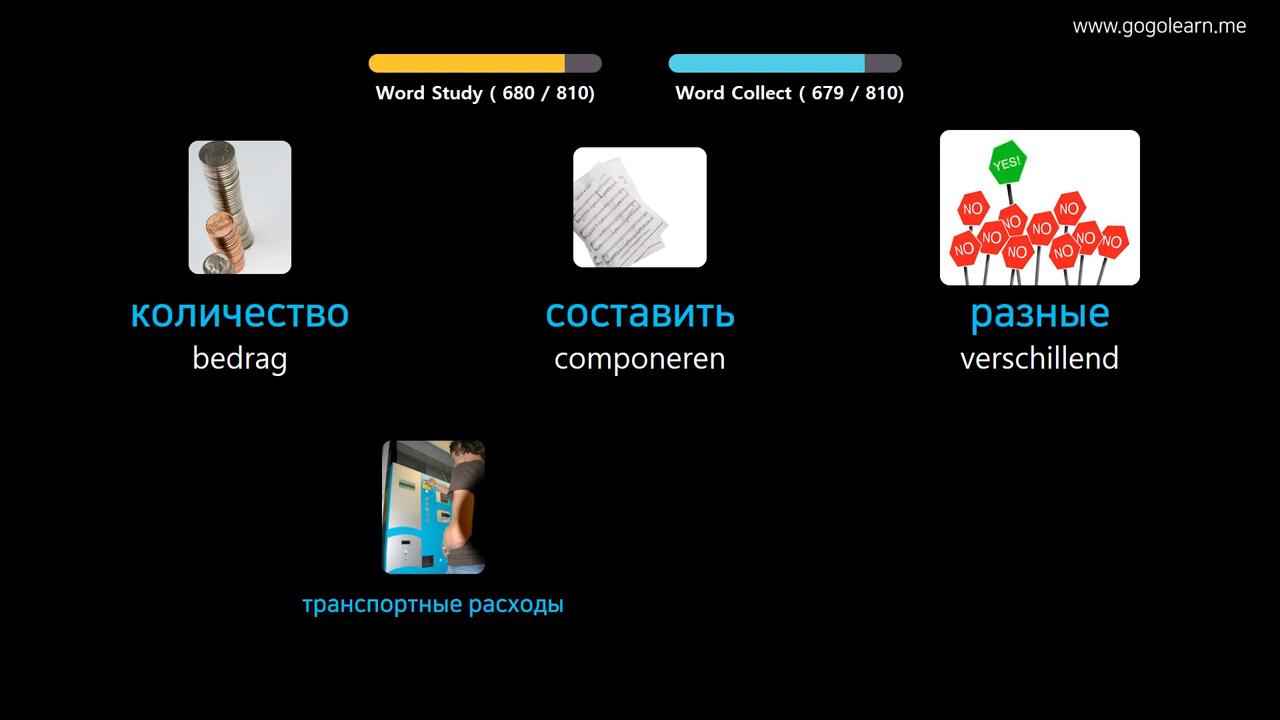 www.gogolearn.me
Word Study ( 680 / 810)
Word Collect ( 679 / 810)
YES!
NO
NO
NO
NO
NO
NO
NO
NO
NO
NO
количество
составить
разные
bedrag
componeren
verschillend
транспортные расходы